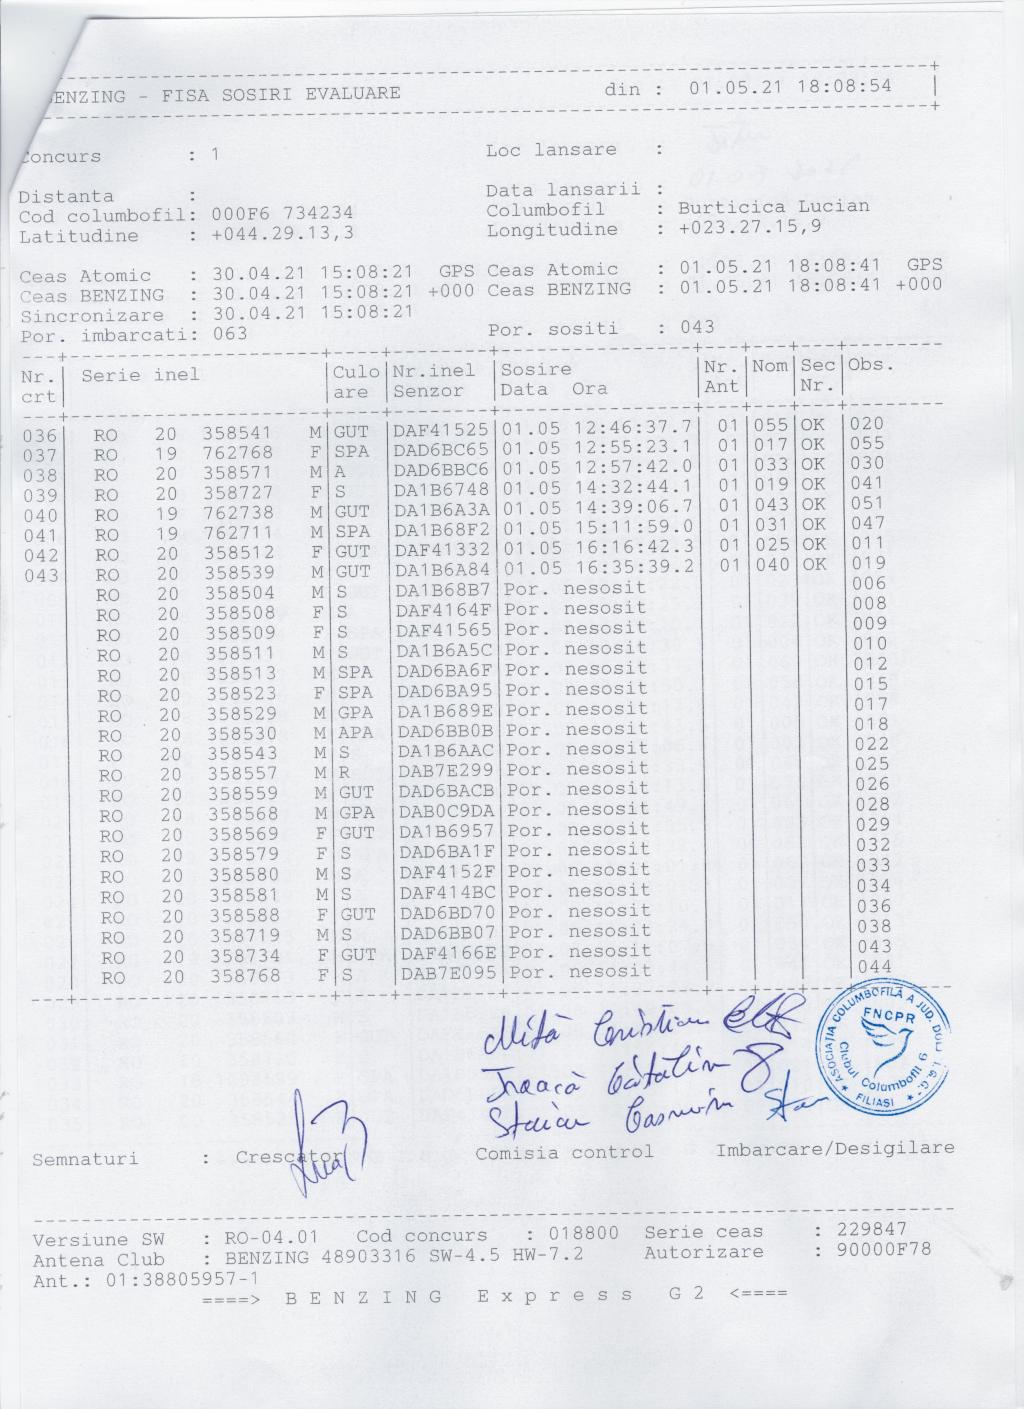 ENZING - FISA SOSIRI EVALUARE din : 01.05.21 18:08:54
Concurs : 1 Loc lansare :
Distanta : Data lansarii :
Cod columbofil: 000F6 734234 Columbofil : Burticica Lucian
Latitudine : +044.29.13,3 Longitudine : +023.27.15,9
Ceas Atomic : 30.04.21 15:08:21 GPS Ceas Atomic : 01.05.21 18:08:41 GPS
Ceas BENZING : 30.04.21 15:08:21 +000 Ceas BENZING : 01.05.21 18:08:41 +000
Sincronizare : 30.04.21 15:08:21
Por. imbarcati: 063 Por. sositi : 043
Nr. Serie inel Culo Nr.inel Sosire Nr. Nom Sec Obs.
crt are Senzor Data Ora Ant Nr.
036 RO 20 358541 M GUT DAF41525 01.05 12:46:37.7 01 055 OK 020
037 RO 19 762768 F SPA DAD6BC65 01.05 12:55:23.1 01 017 OK 055
038 RO 20 358571 M A DAD6BBC6 01.05 12:57:42.0 01 033 OK 030
039 RO 20 358727 F S DA1B6748 01.05 14:32:44.1 01 019 OK 041
040 RO 19 762738 M GUT DA1B6A3A 01.05 14:39:06.7 01 043 OK 051
041 RO 19 762711 M SPA DA1B68F2 01.05 15:11:59.0 01 031 OK 047
042 RO 20 358512 F GUT DAF41332 01.05 16:16:42.3 01 025 OK 011
043 RO 20 358539 M GUT DA1B6A84 01.05 16:35:39.2 01 040 OK 019
RO 20 358504 M S DA1B68B7 Por. nesosit 006
RO 20 358508 F S DAF4164F Por. nesosit 008
RO 20 358509 F S DAF41565 Por. nesosit 009
RO 20 358511 M S DA1B6A5C Por. nesosit 010
RO 20 358513 M SPA DAD6BA6F Por. nesosit 012
RO 20 358523 F SPA DAD6BA95 Por. nesosit 015
RO 20 358529 M GPA DA1B689E Por. nesosit 017
RO 20 358530 M APA DAD6BB0B Por. nesosit 018
RO 20 358543 M S DA1B6AAC Por. nesosit 022
RO 20 358557 M R DAB7E299 Por. nesosit 025
RO 20 358559 M GUT DAD6BACB Por. nesosit 026
RO 20 358568 M GPA DAB0C9DA Por. nesosit 028
RO 20 358569 F GUT DA1B6957 Por. nesosit 029
RO 20 358579 F S DAD6BA1F Por. nesosit 032
RO 20 358580 M S DAF4152F Por. nesosit 033
RO 20 358581 M S DAF414BC Por. nesosit 034
RO 20 358588 F GUT DAD6BD70 Por. nesosit 036
RO 20 358719 M S DAD6BB07 Por. nesosit 038
RO 20 358734 F GUT DAF4166E Por. nesosit 043
RO 20 358768 F S DAB7E095 Por. nesosit 044
Mită Cristian
Cătălin
Staicu Casmin
ASOCIAȚIA COLUMBOFILĂ A JUD. DOLJ
FNCPR
Clubul Columbofil
FILIASI
Semnaturi : Crescator Comisia control Imbarcare/Desigilare
Versiune SW : RO-04.01 Cod concurs : 018800 Serie ceas : 229847
Antena Club : BENZING 48903316 SW-4.5 HW-7.2 Autorizare : 90000F78
Ant.: 01:38805957-1
====> B E N Z I N G E x p r e s s G 2 <====